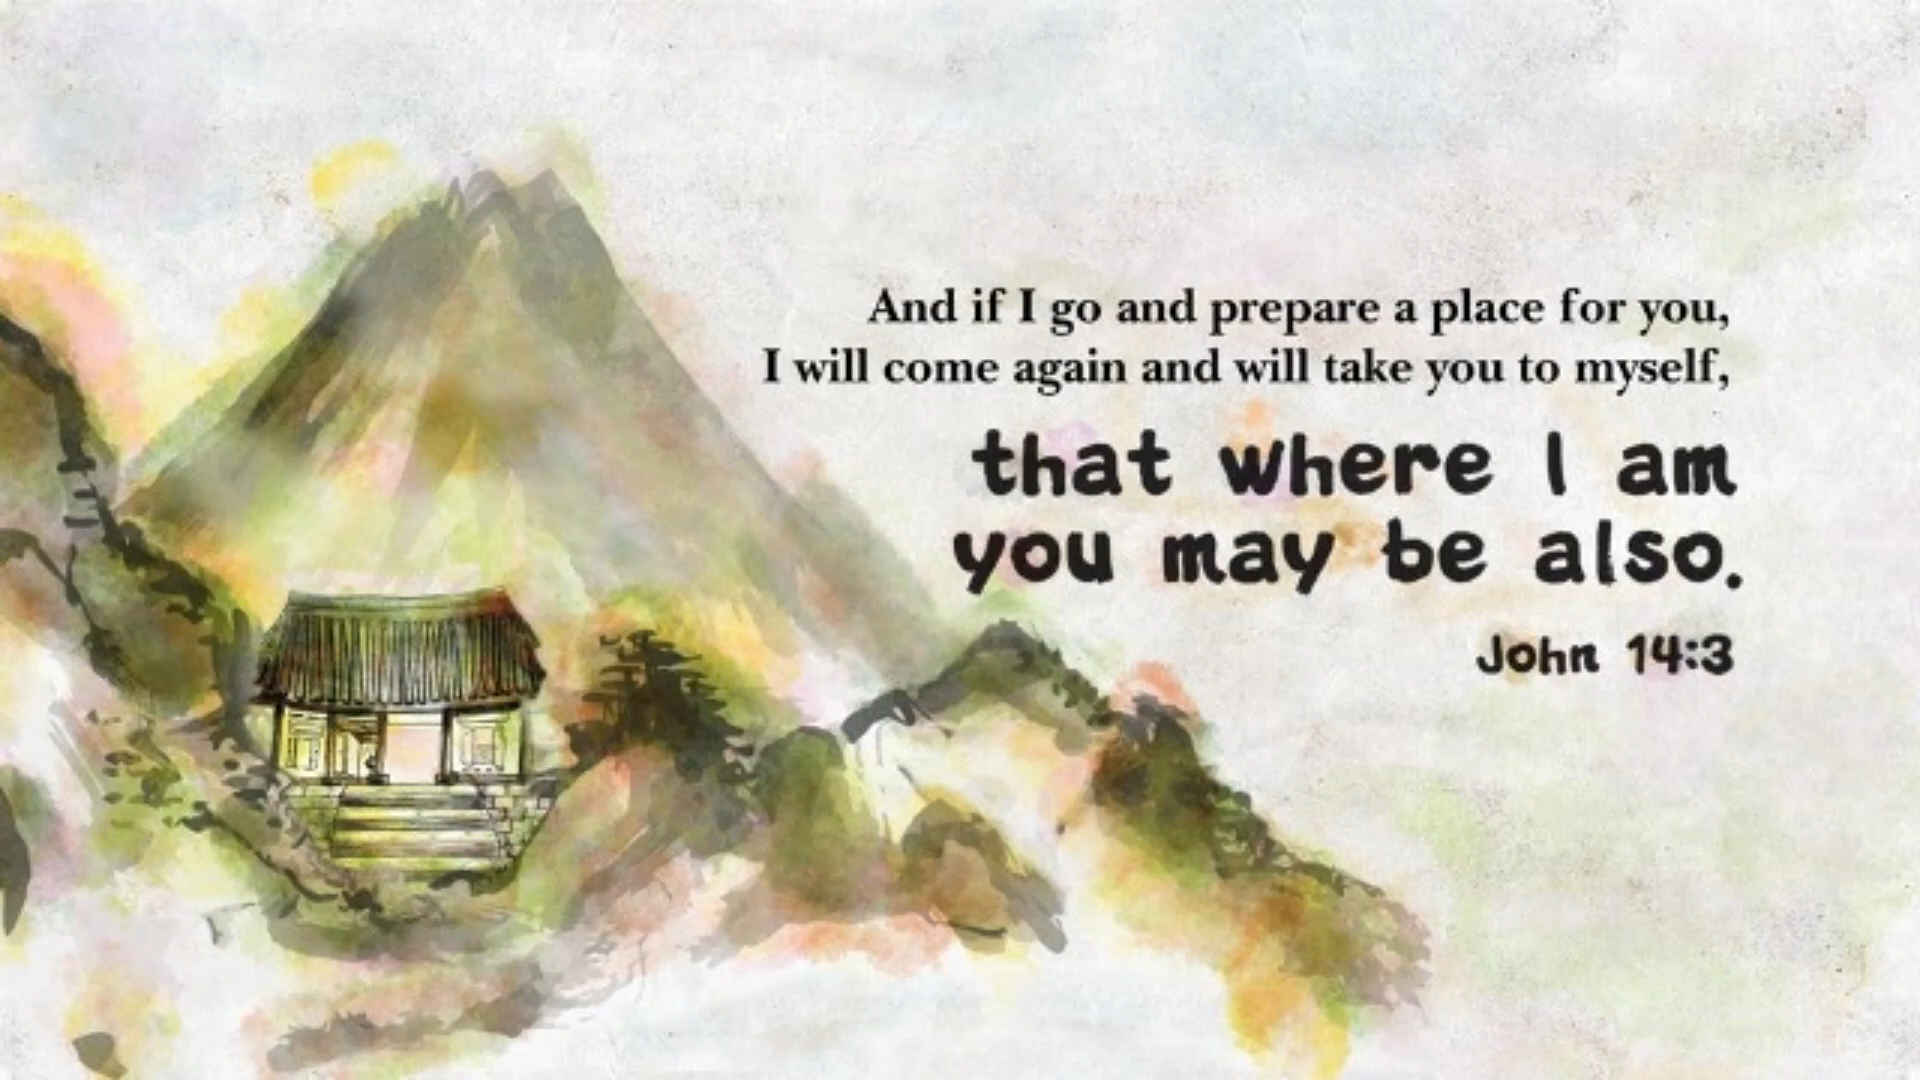 And if I go and prepare a place for you,
I will come again and will take you to myself,
that where I am
you may be also.
John 14:3